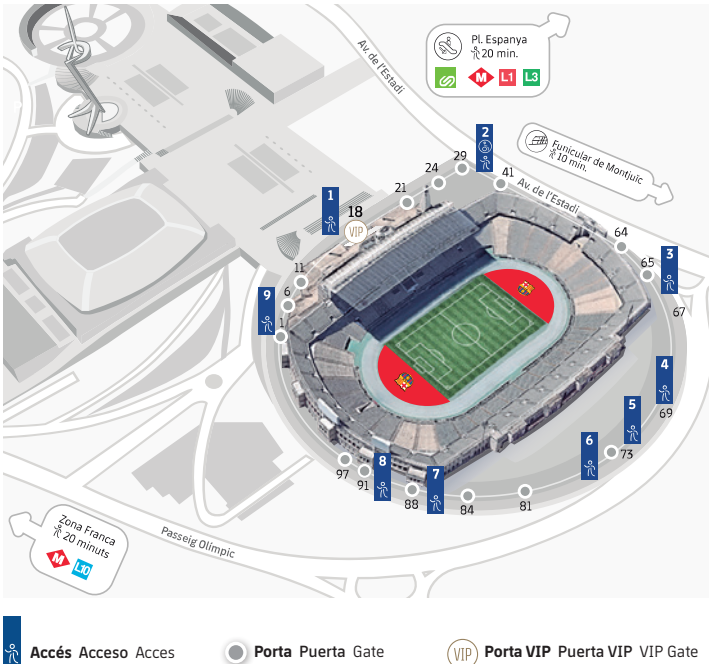 Pl. Espanya
20 min.
M L1 L3
Av. de l'Estadi
2
Funicular de Montjuïc
10 min.
29
24
41
Av. de l'Estadi
21
1
18
VIP
64
11
65
3
6
9
67
1
4
5
69
6
73
97
8
91
7
88
84
81
Zona Franca
20 minuts
M L10
Passeig Olímpic
Accés Acceso Acces
Porta Puerta Gate
VIP Porta VIP Puerta VIP VIP Gate